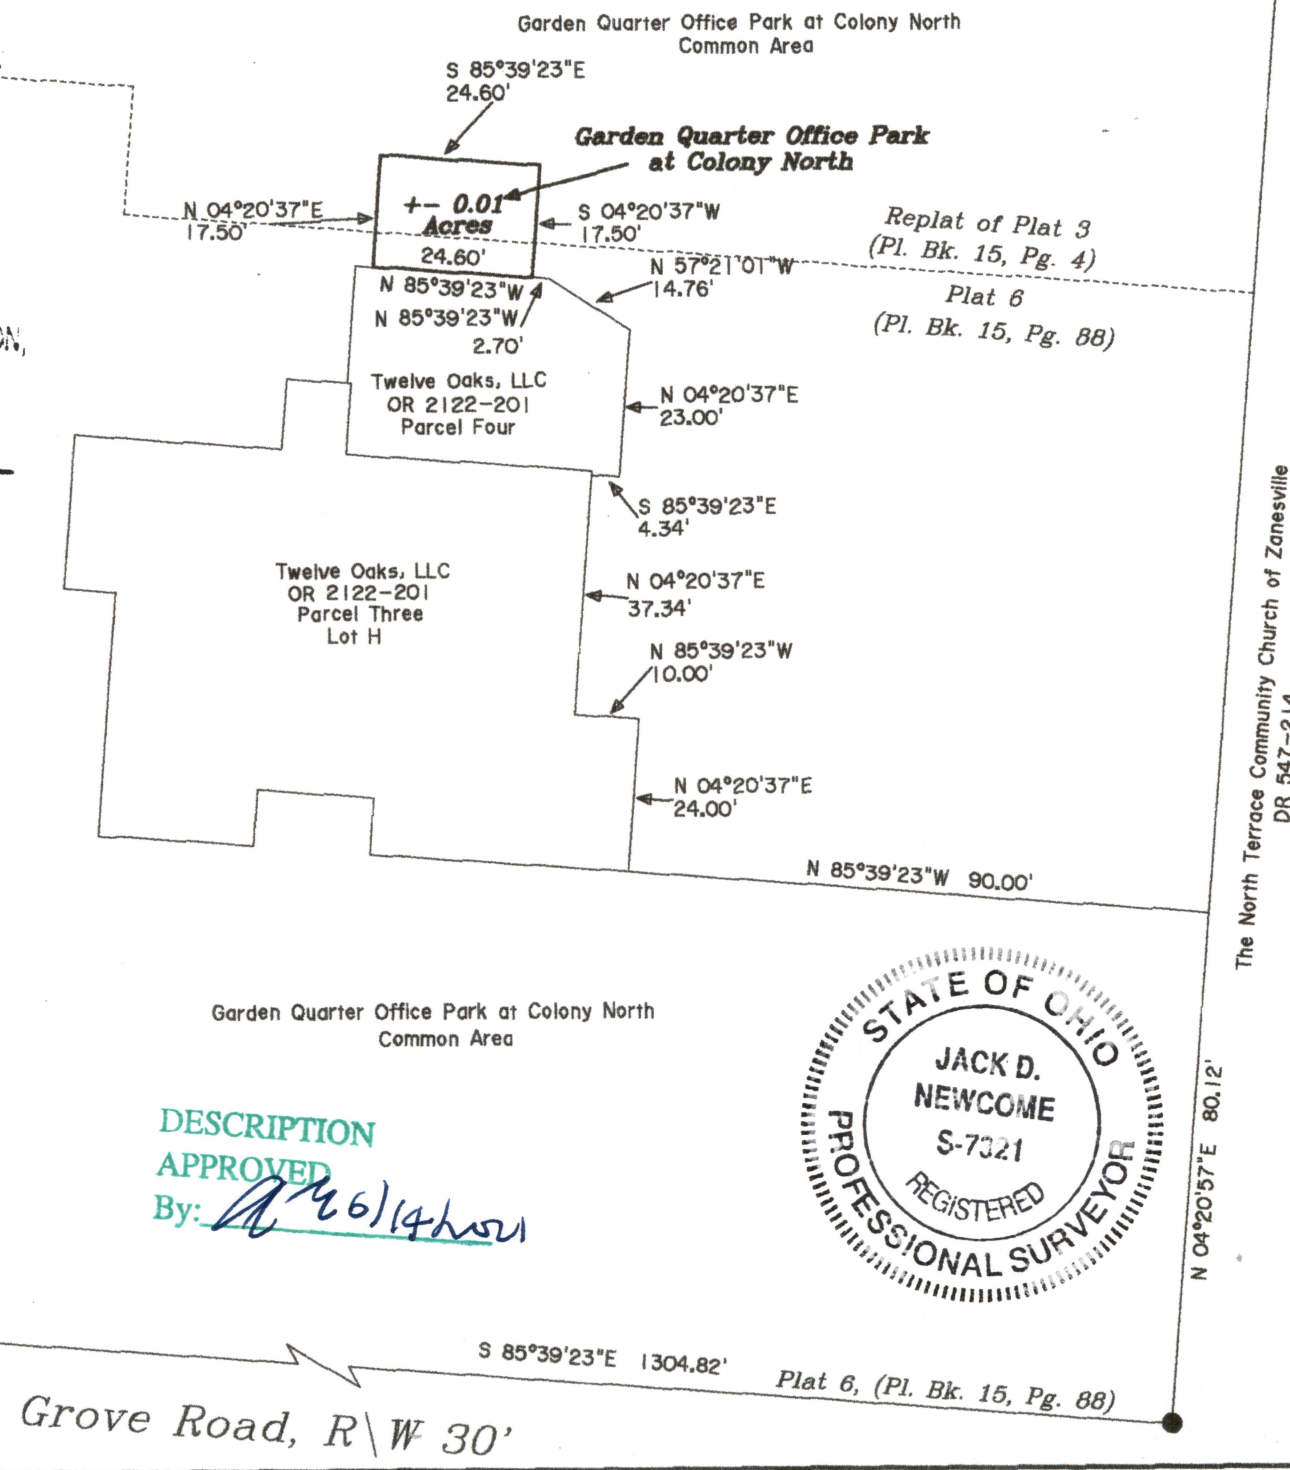 Garden Quarter Office Park at Colony North
Common Area
S 85°39'23"E
24.60'
Garden Quarter Office Park
at Colony North
+- 0.01
Acres
N 04°20'37"E
17.50'
S 04°20'37"W
17.50'
24.60'
N 85°39'23"W
Replat of Plat 3
(Pl. Bk. 15, Pg. 4)
N 57°21'01"W
14.76'
Plat 6
(Pl. Bk. 15, Pg. 88)
N 85°39'23"W
2.70'
Twelve Oaks, LLC
OR 2122-201
Parcel Four
N 04°20'37"E
23.00'
S 85°39'23"E
4.34'
Twelve Oaks, LLC
OR 2122-201
Parcel Three
Lot H
N 04°20'37"E
37.34'
N 85°39'23"W
10.00'
N 04°20'37"E
24.00'
N 85°39'23"W 90.00'
The North Terrace Community Church of Zanesville
DR 547-214
Garden Quarter Office Park at Colony North
Common Area
STATE OF OHIO
JACK D.
NEWCOME
S-7321
REGISTERED
PROFESSIONAL SURVEYOR
N 04°20'57"E 80.12'
DESCRIPTION
APPROVED
By:
S 85°39'23"E 1304.82'
Plat 6, (Pl. Bk. 15, Pg. 88)
Grove Road, R\W 30'